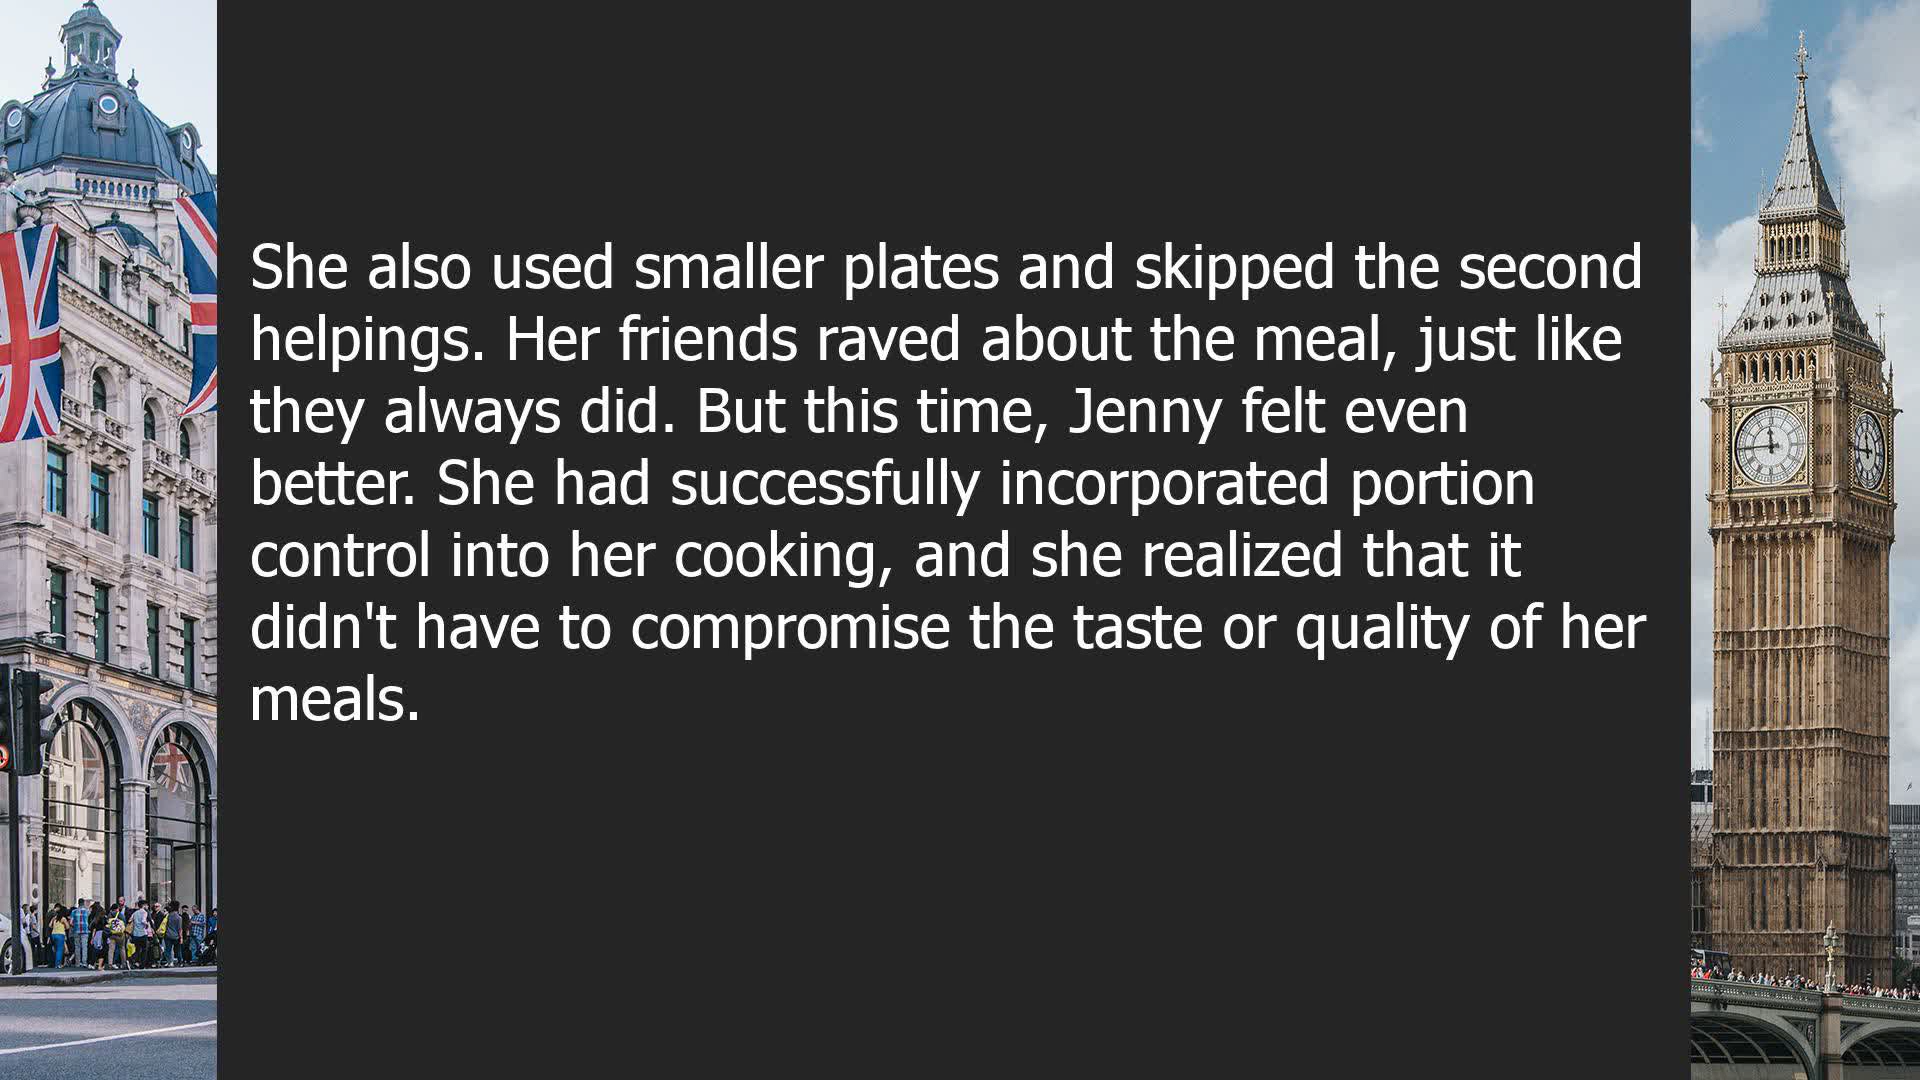 She also used smaller plates and skipped the second
helpings. Her friends raved about the meal, just like
they always did. But this time, Jenny felt even
better. She had successfully incorporated portion
control into her cooking, and she realized that it
didn't have to compromise the taste or quality of her
meals.